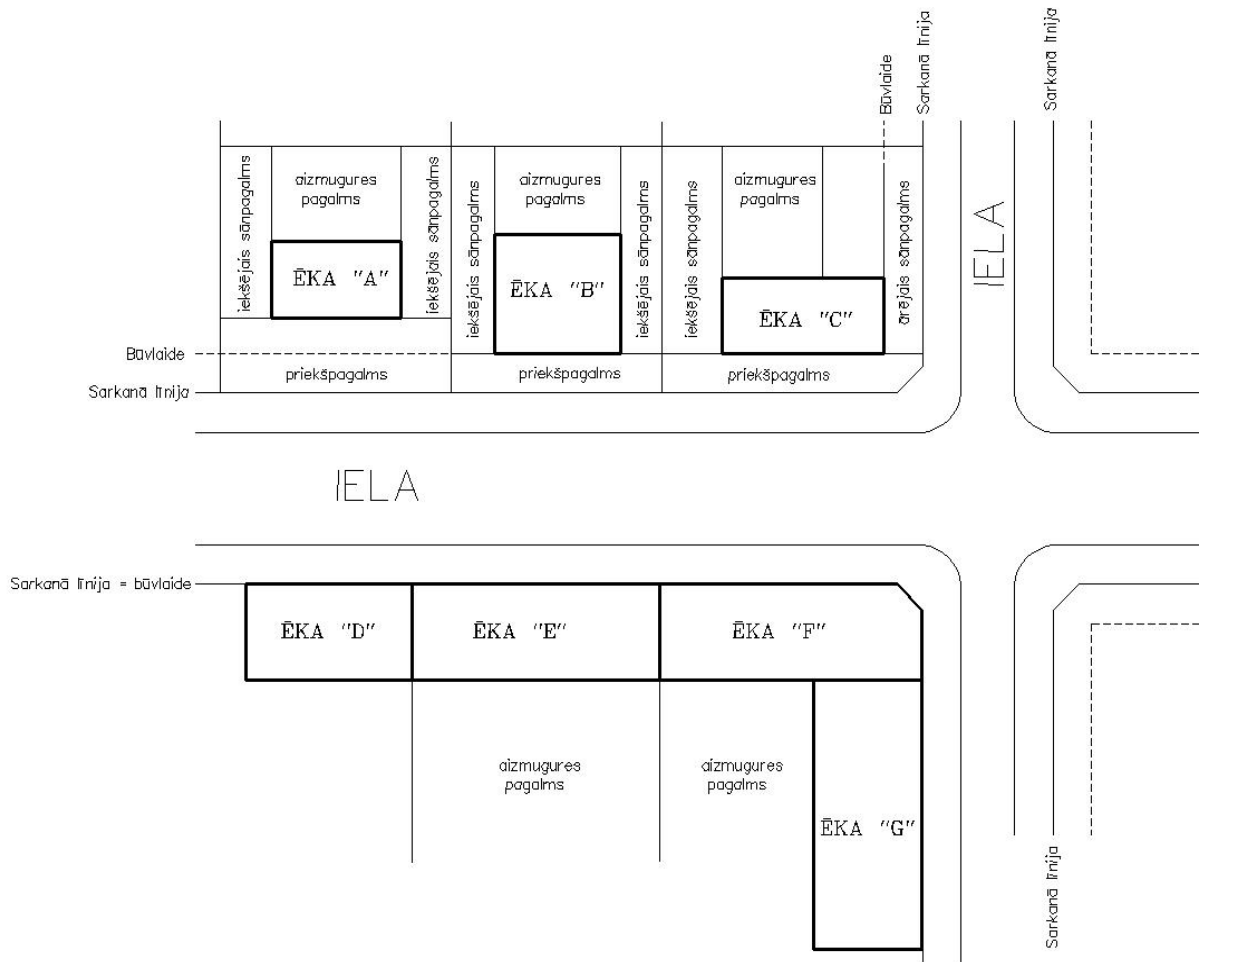 Sarkanā līnija
Sarkanā līnija
Būvlaide
iekšējais sānpagalms
aizmugures
pagalms
iekšējais sānpagalms
iekšējais sānpagalms
aizmugures
pagalms
iekšējais sānpagalms
iekšējais sānpagalms
aizmugures
pagalms
ārējais sānpagalms
IELA
ĒKA "A"
ĒKA "B"
ĒKA "C"
Būvlaide
priekšpagalms
priekšpagalms
priekšpagalms
Sarkanā līnija
IELA
Sarkanā līnija = būvlaide
ĒKA "D"
ĒKA "E"
ĒKA "F"
aizmugures
pagalms
aizmugures
pagalms
ĒKA "G"
Sarkanā līnija